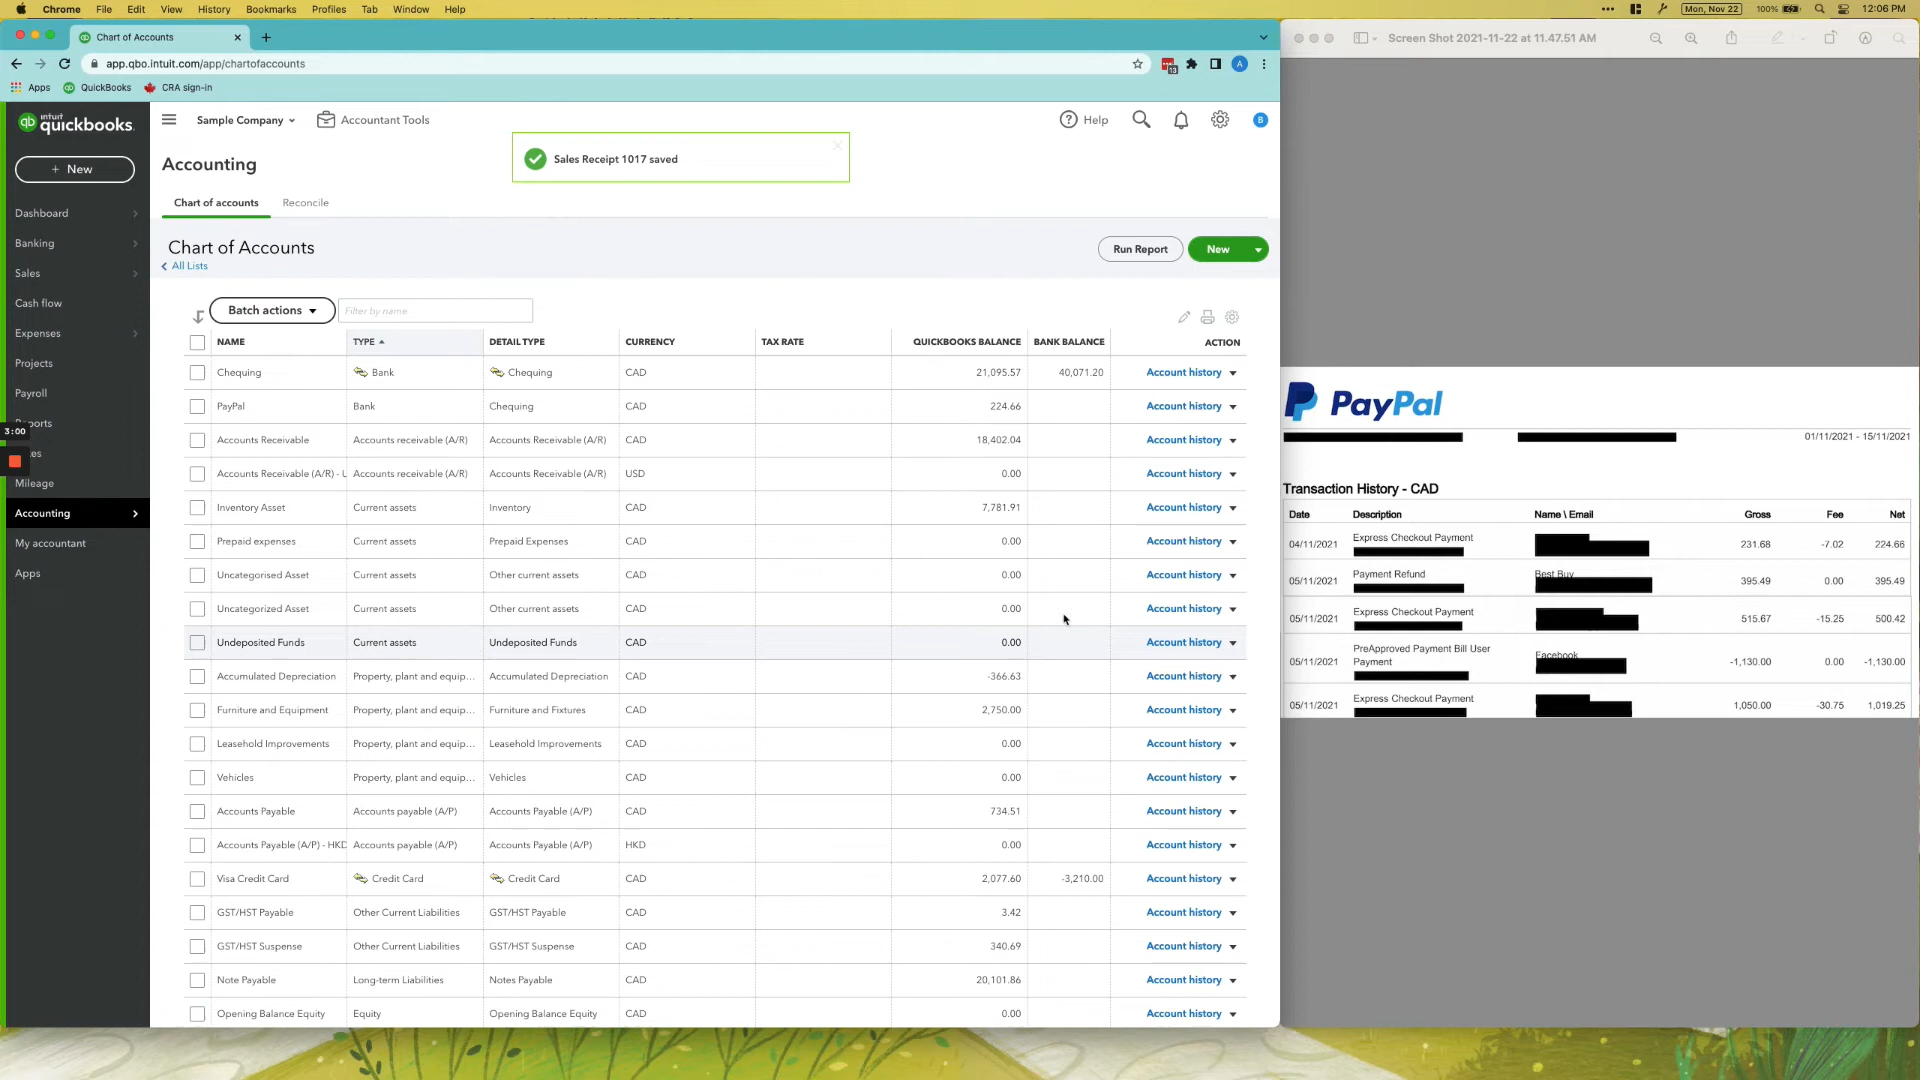 Chrome File Edit View History Bookmarks Profiles Tab Window Help
Mon, Nov 22 100% 12:06 PM
Chart of Accounts
app.qbo.intuit.com/app/chartofaccounts
13 A
Apps QuickBooks CRA sign-in
Screen Shot 2021-11-22 at 11.47.51 AM
qb intuit quickbooks.
Sample Company Accountant Tools
Help B
+ New
Dashboard
Banking
Sales
Cash flow
Expenses
Projects
Payroll
3:00
Mileage
Accounting
My accountant
Apps
Accounting
Sales Receipt 1017 saved
Chart of accounts Reconcile
Chart of Accounts
All Lists
Run Report New
Batch actions Filter by name
NAME TYPE DETAIL TYPE CURRENCY TAX RATE QUICKBOOKS BALANCE BANK BALANCE ACTION
Chequing Bank Chequing CAD 21,095.57 40,071.20 Account history
PayPal Bank Chequing CAD 224.66 Account history
Accounts Receivable Accounts receivable (A/R) Accounts Receivable (A/R) CAD 18,402.04 Account history
Accounts Receivable (A/R) - U Accounts receivable (A/R) Accounts Receivable (A/R) USD 0.00 Account history
Inventory Asset Current assets Inventory CAD 7,781.91 Account history
Prepaid expenses Current assets Prepaid Expenses CAD 0.00 Account history
Uncategorised Asset Current assets Other current assets CAD 0.00 Account history
Uncategorized Asset Current assets Other current assets CAD 0.00 Account history
Undeposited Funds Current assets Undeposited Funds CAD 0.00 Account history
Accumulated Depreciation Property, plant and equip... Accumulated Depreciation CAD -366.63 Account history
Furniture and Equipment Property, plant and equip... Furniture and Fixtures CAD 2,750.00 Account history
Leasehold Improvements Property, plant and equip... Leasehold Improvements CAD 0.00 Account history
Vehicles Property, plant and equip... Vehicles CAD 0.00 Account history
Accounts Payable Accounts payable (A/P) Accounts Payable (A/P) CAD 734.51 Account history
Accounts Payable (A/P) - HKD Accounts payable (A/P) Accounts Payable (A/P) HKD 0.00 Account history
Visa Credit Card Credit Card Credit Card CAD 2,077.60 -3,210.00 Account history
GST/HST Payable Other Current Liabilities GST/HST Payable CAD 3.42 Account history
GST/HST Suspense Other Current Liabilities GST/HST Suspense CAD 340.69 Account history
Note Payable Long-term Liabilities Notes Payable CAD 20,101.86 Account history
Opening Balance Equity Equity Opening Balance Equity CAD 0.00 Account history
PayPal
01/11/2021 - 15/11/2021
Transaction History - CAD
Date Description Name \ Email Gross Fee Net
04/11/2021 Express Checkout Payment 231.68 -7.02 224.66
05/11/2021 Payment Refund Best Buy 395.49 0.00 395.49
05/11/2021 Express Checkout Payment 515.67 -15.25 500.42
05/11/2021 PreApproved Payment Bill User Payment Facebook -1,130.00 0.00 -1,130.00
05/11/2021 Express Checkout Payment 1,050.00 -30.75 1,019.25